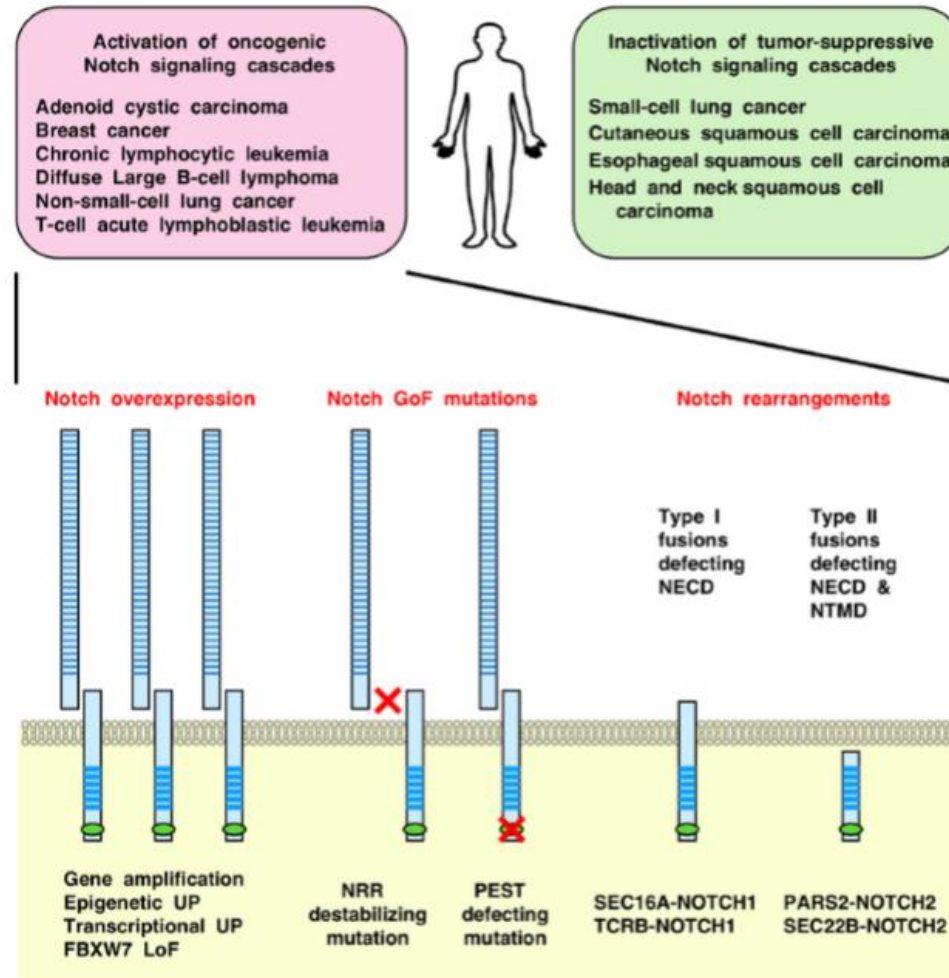 Activation of oncogenic
Notch signaling cascades
Adenoid cystic carcinoma
Breast cancer
Chronic lymphocytic leukemia
Diffuse Large B-cell lymphoma
Non-small-cell lung cancer
T-cell acute lymphoblastic leukemia
Inactivation of tumor-suppressive
Notch signaling cascades
Small-cell lung cancer
Cutaneous squamous cell carcinoma
Esophageal squamous cell carcinoma
Head and neck squamous cell
carcinoma
Notch overexpression
Notch GoF mutations
Notch rearrangements
Type I
fusions
defecting
NECD
Type II
fusions
defecting
NECD &
NTMD
Gene amplification
Epigenetic UP
Transcriptional UP
FBXW7 LoF
NRR
destabilizing
mutation
PEST
defecting
mutation
SEC16A-NOTCH1
TCRB-NOTCH1
PARS2-NOTCH2
SEC22B-NOTCH2